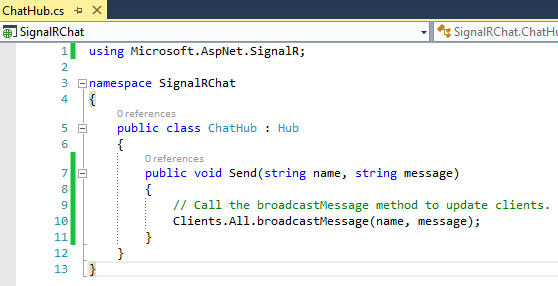 ChatHub.cs
SignalRChat SignalRChat.ChatHu
1 using Microsoft.AspNet.SignalR;
2
3 namespace SignalRChat
4 {
0 references
5 public class ChatHub : Hub
6 {
0 references
7 public void Send(string name, string message)
8 {
9 // Call the broadcastMessage method to update clients.
10 Clients.All.broadcastMessage(name, message);
11 }
12 }
13 }